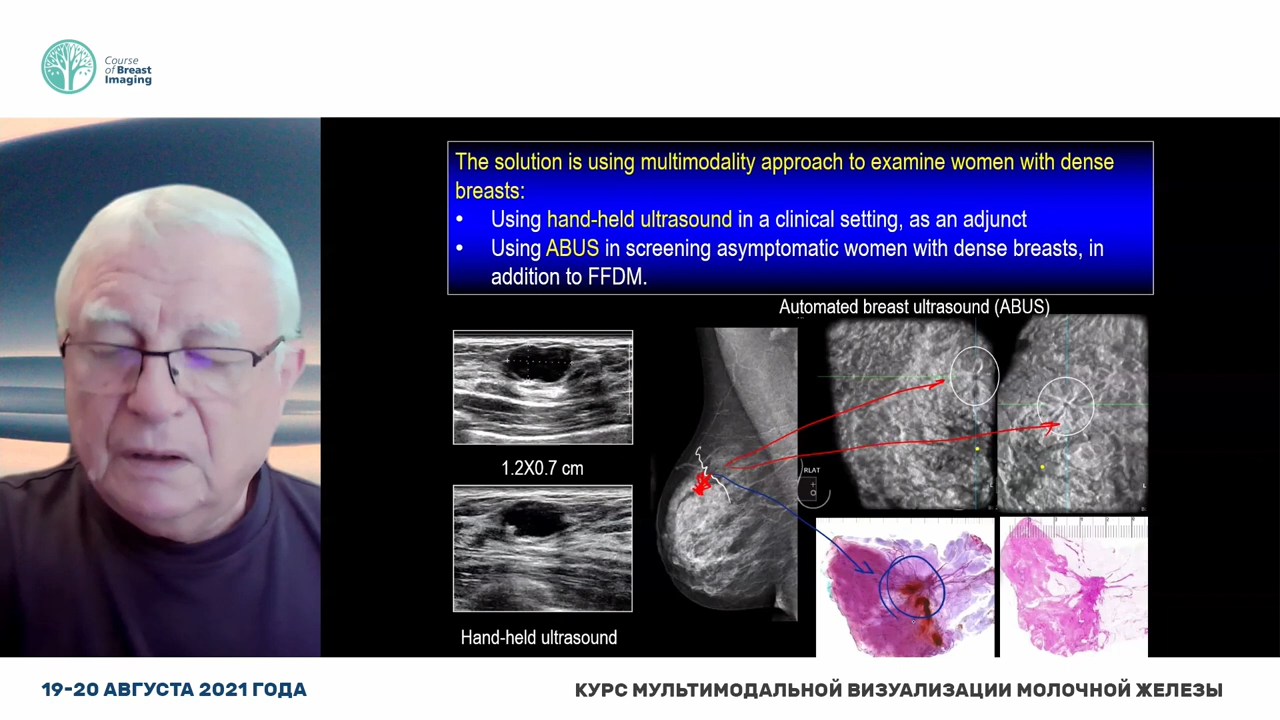 Course
of Breast
Imaging
The solution is using multimodality approach to examine women with dense
breasts:
• Using hand-held ultrasound in a clinical setting, as an adjunct
• Using ABUS in screening asymptomatic women with dense breasts, in
addition to FFDM.
Automated breast ultrasound (ABUS)
1.2X0.7 cm
RLAT
Hand-held ultrasound
19-20 АВГУСТА 2021 ГОДА
КУРС МУЛЬТИМОДАЛЬНОЙ ВИЗУАЛИЗАЦИИ МОЛОЧНОЙ ЖЕЛЕЗЫ